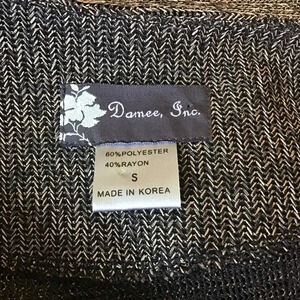 Damee, Inc.
60%POLYESTER
40%RAYON
S
MADE IN KOREA